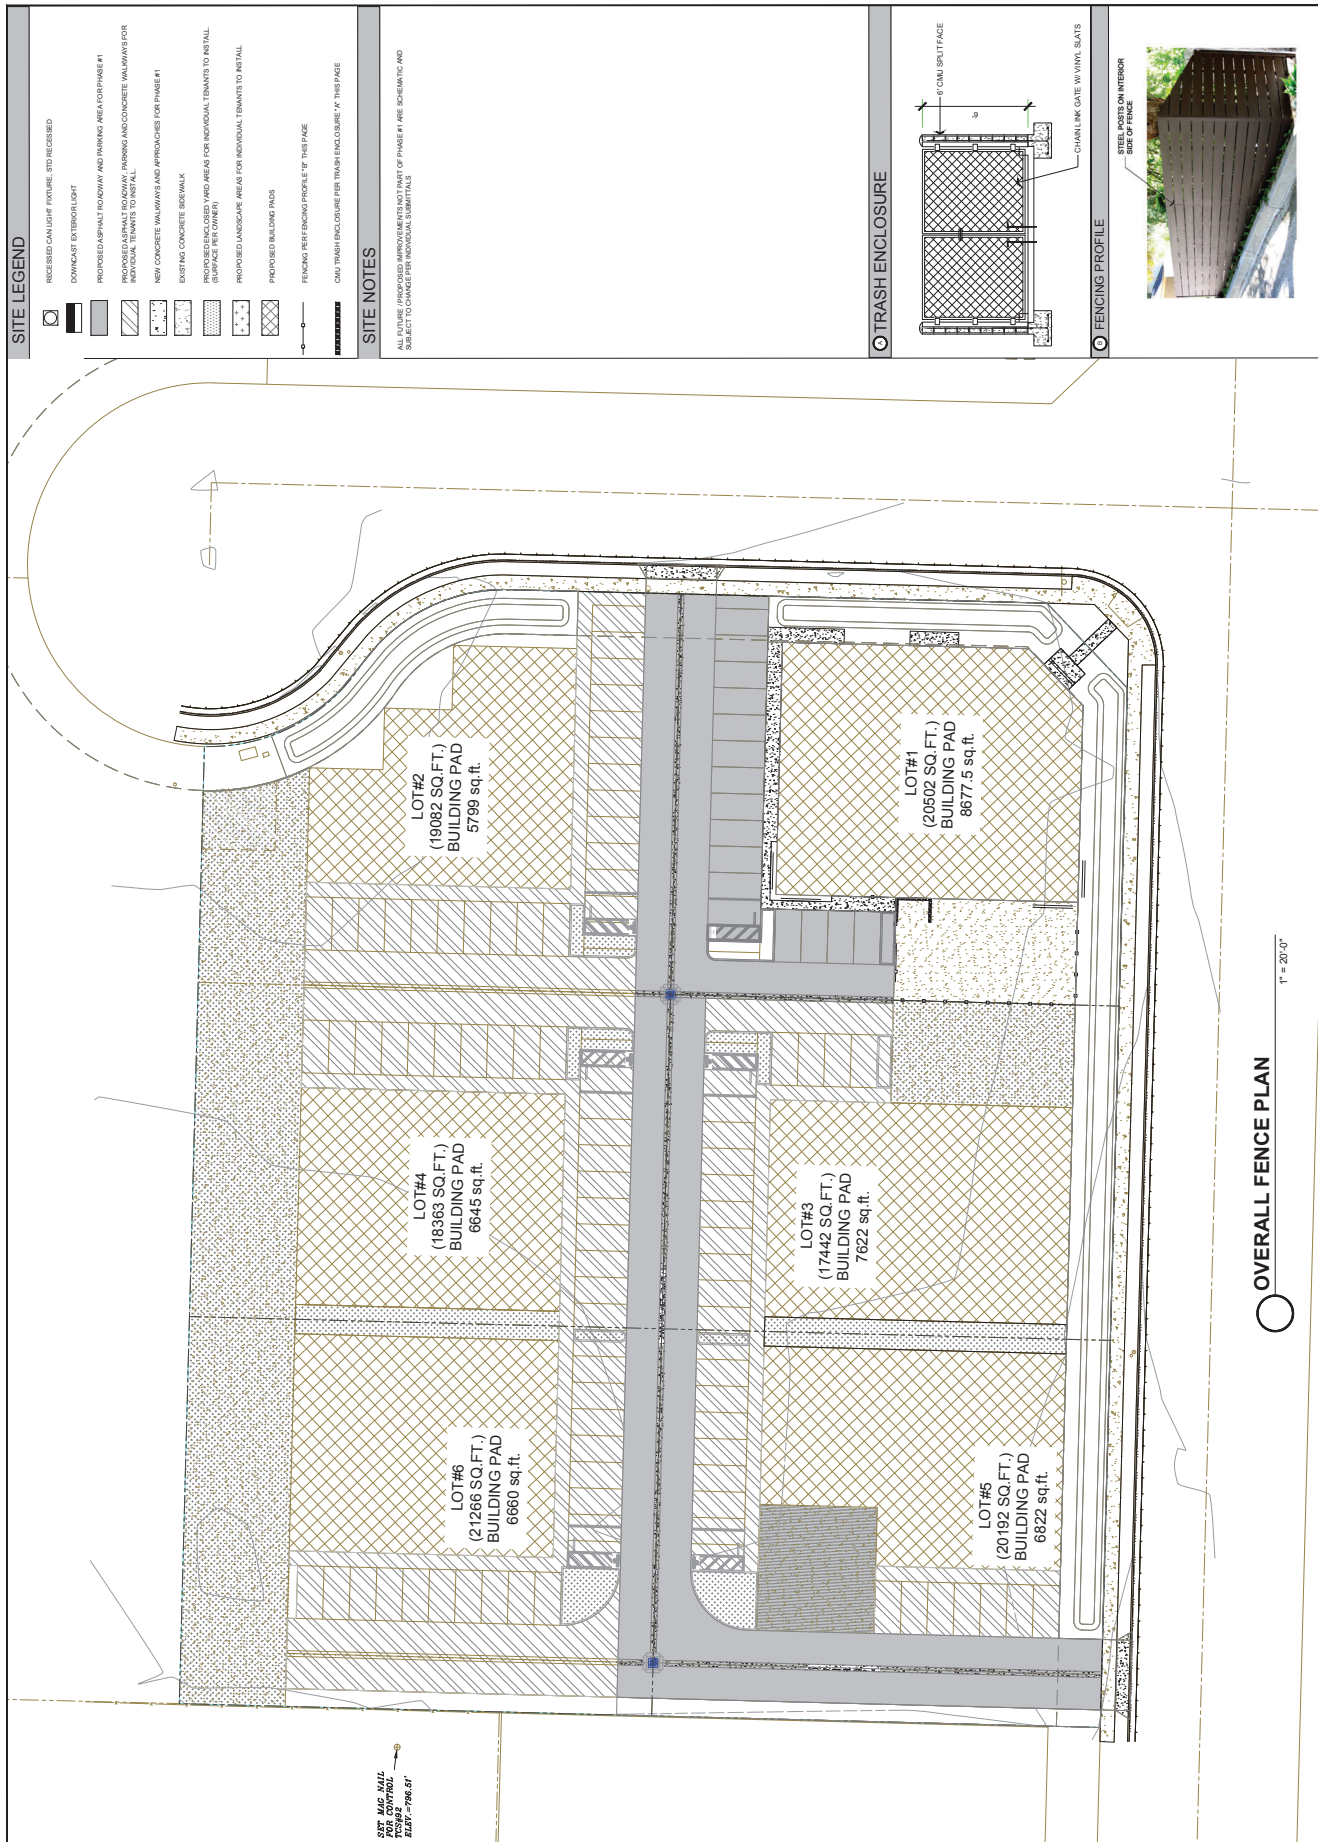 SITE LEGEND
RECESSED CAN LIGHT FIXTURE, STD RECESSED
DOWNCAST EXTERIOR LIGHT
PROPOSED ASPHALT ROADWAY AND PARKING AREA FOR PHASE #1
PROPOSED ASPHALT ROADWAY, PARKING AND CONCRETE WALKWAYS FOR
INDIVIDUAL TENANTS TO INSTALL
NEW CONCRETE WALKWAYS AND APPROACHES FOR PHASE #1
EXISTING CONCRETE SIDEWALK
PROPOSED ENCLOSED YARD AREAS FOR INDIVIDUAL TENANTS TO INSTALL
(SURFACE PER OWNER)
PROPOSED LANDSCAPE AREAS FOR INDIVIDUAL TENANTS TO INSTALL
PROPOSED BUILDING PADS
FENCING PER FENCING PROFILE "B" THIS PAGE
CMU TRASH ENCLOSURE PER TRASH ENCLOSURE "A" THIS PAGE
SITE NOTES
ALL FUTURE / PROPOSED IMPROVEMENTS NOT PART OF PHASE #1 ARE SCHEMATIC AND
SUBJECT TO CHANGE PER INDIVIDUAL SUBMITTALS
A TRASH ENCLOSURE
6' CMU SPLIT FACE
6'
CHAIN LINK GATE W/ VINYL SLATS
B FENCING PROFILE
STEEL POSTS ON INTERIOR
SIDE OF FENCE
LOT#2
(19082 SQ.FT.)
BUILDING PAD
5799 sq.ft.
LOT#1
(20502 SQ.FT.)
BUILDING PAD
8677.5 sq.ft.
LOT#4
(18363 SQ.FT.)
BUILDING PAD
6645 sq.ft.
LOT#3
(17442 SQ.FT.)
BUILDING PAD
7622 sq.ft.
LOT#6
(21266 SQ.FT.)
BUILDING PAD
6660 sq.ft.
LOT#5
(20192 SQ.FT.)
BUILDING PAD
6822 sq.ft.
SET MAG NAIL
FOR CONTROL
TCS#92
ELEV.=796.51'
OVERALL FENCE PLAN
1" = 20'-0"